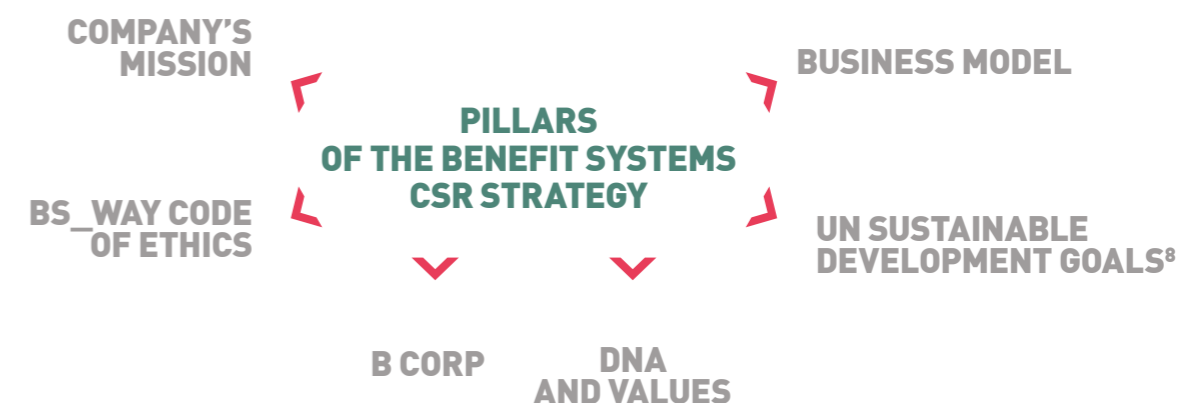 COMPANY'S
MISSION
BUSINESS MODEL
PILLARS
OF THE BENEFIT SYSTEMS
CSR STRATEGY
BS_WAY CODE
OF ETHICS
UN SUSTAINABLE
DEVELOPMENT GOALS⁸
B CORP
DNA
AND VALUES